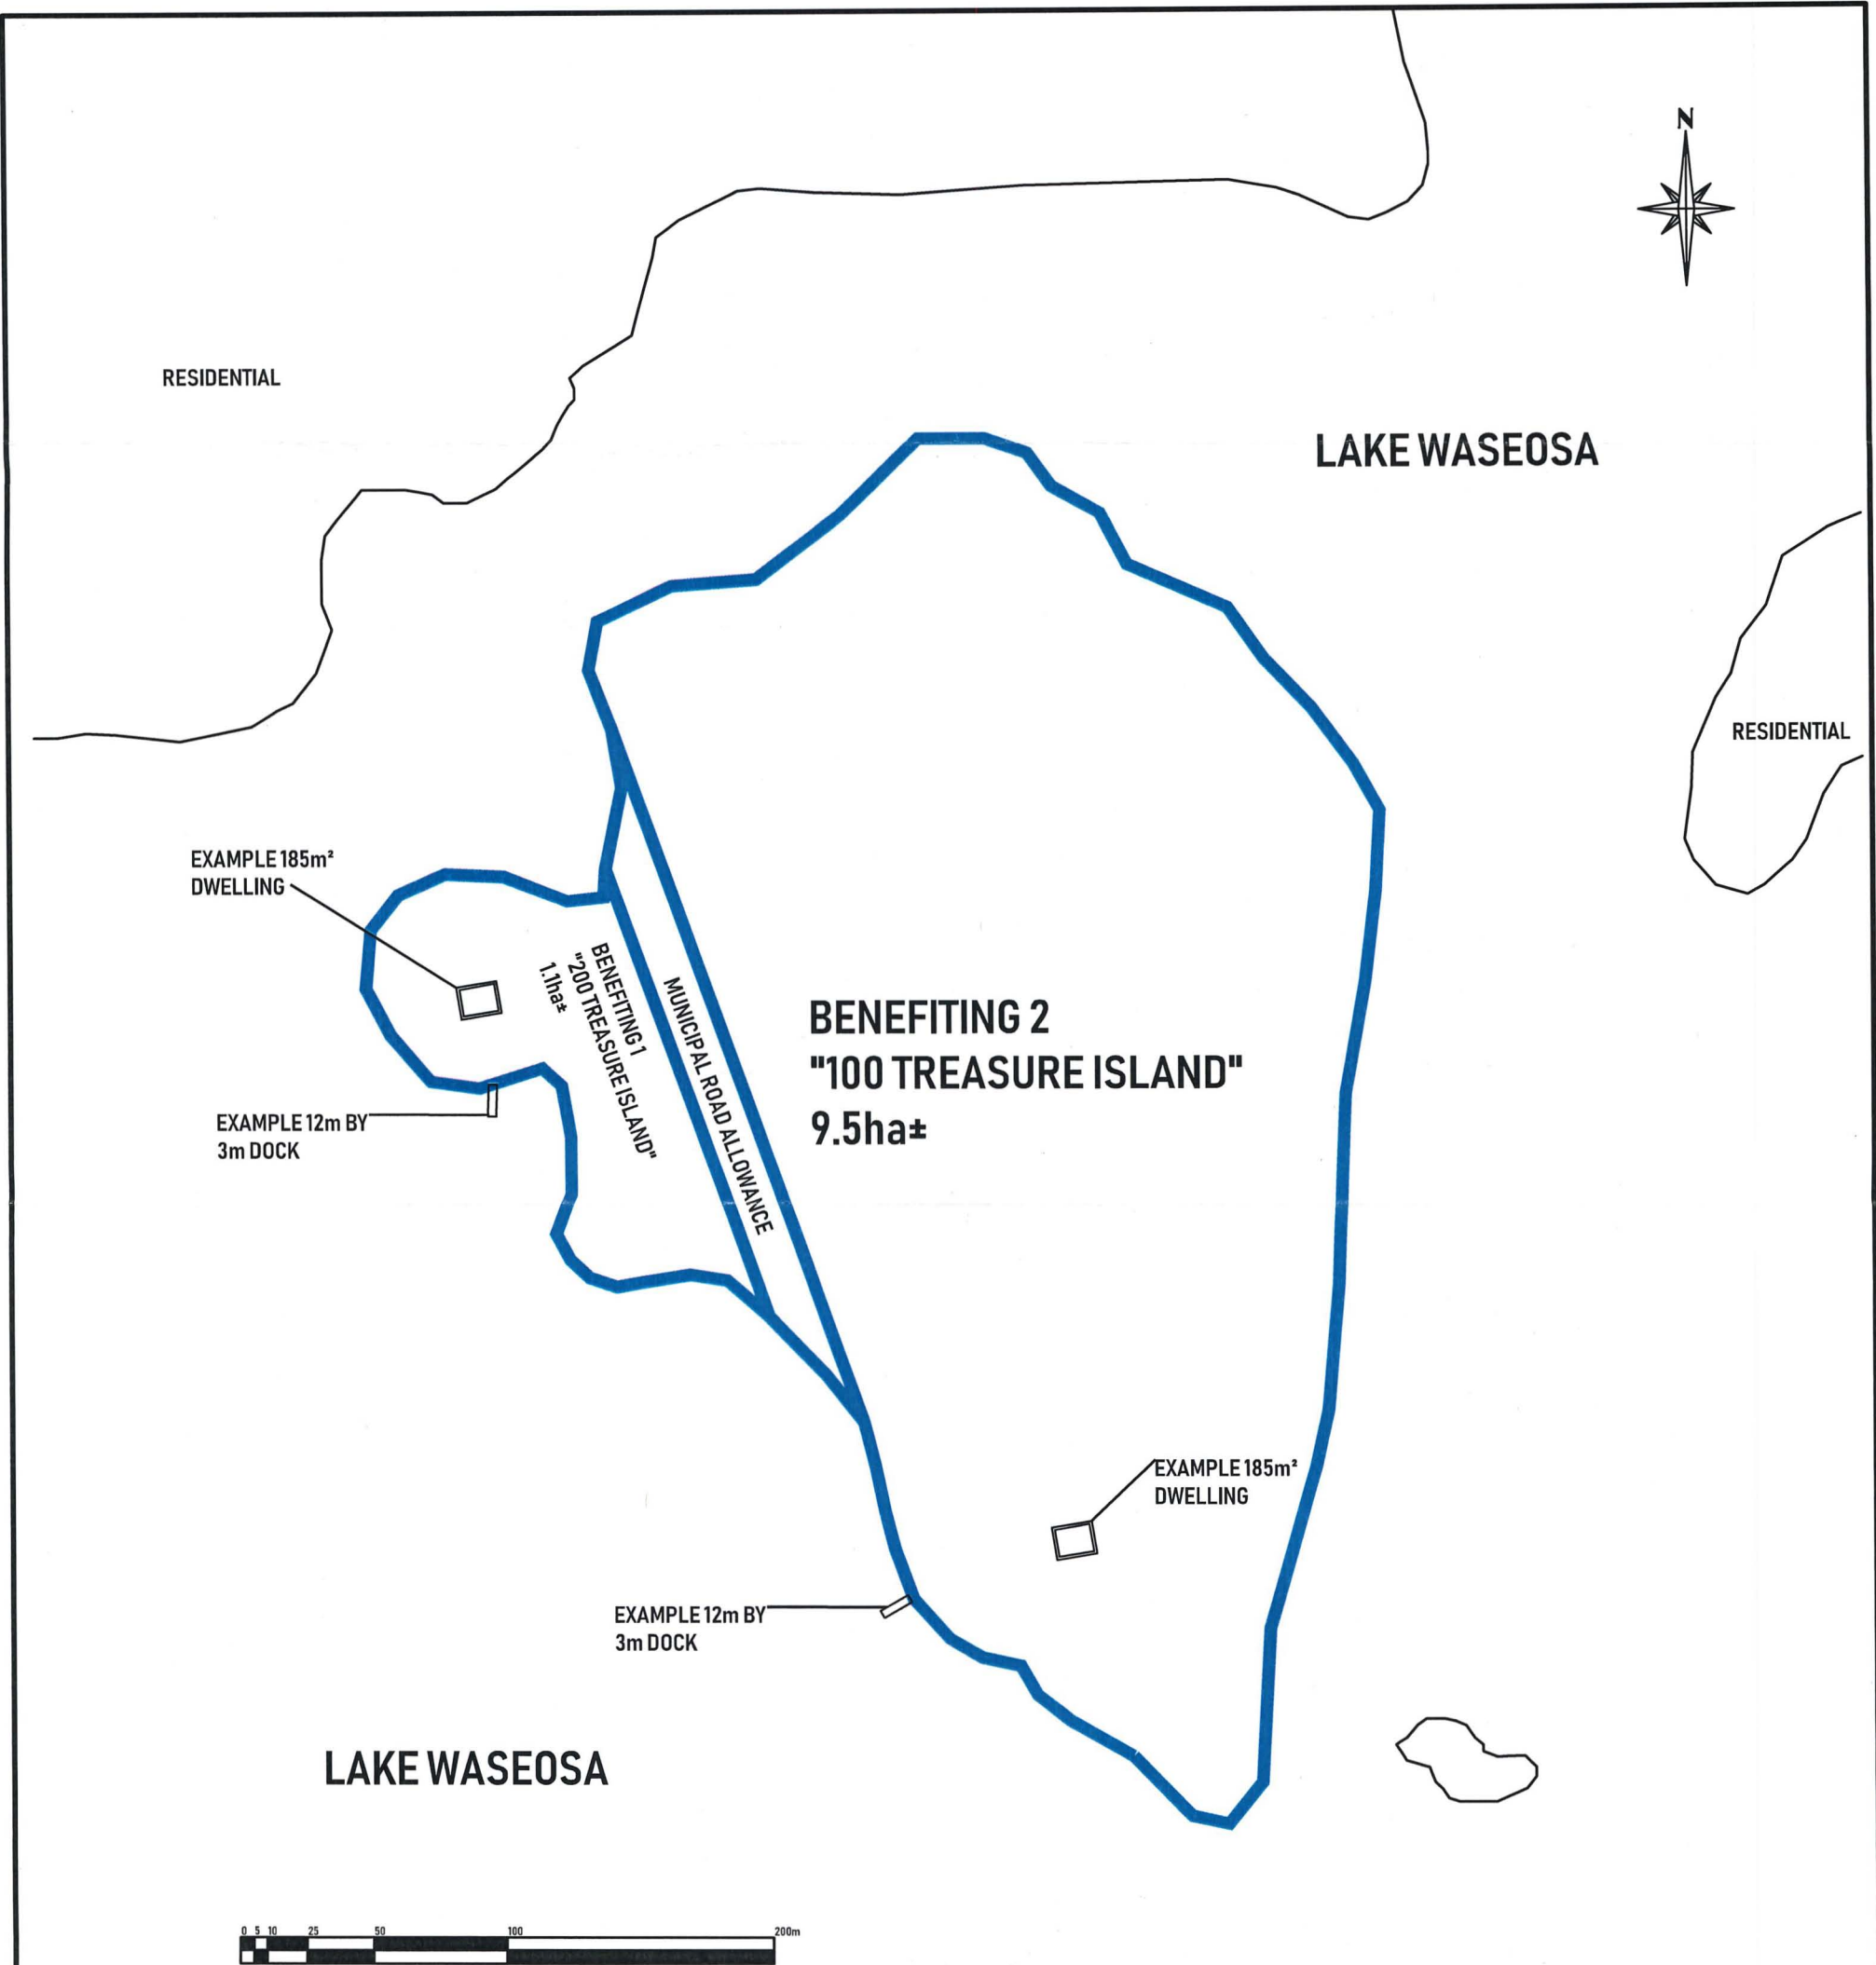 N
RESIDENTIAL
LAKE WASEOSA
RESIDENTIAL
EXAMPLE 185m²
DWELLING
BENEFITING 1
"200 TREASURE ISLAND"
1.1ha±
MUNICIPAL ROAD ALLOWANCE
BENEFITING 2
"100 TREASURE ISLAND"
9.5ha±
EXAMPLE 12m BY
3m DOCK
EXAMPLE 185m²
DWELLING
EXAMPLE 12m BY
3m DOCK
LAKE WASEOSA
0 5 10 25 50 100 200m